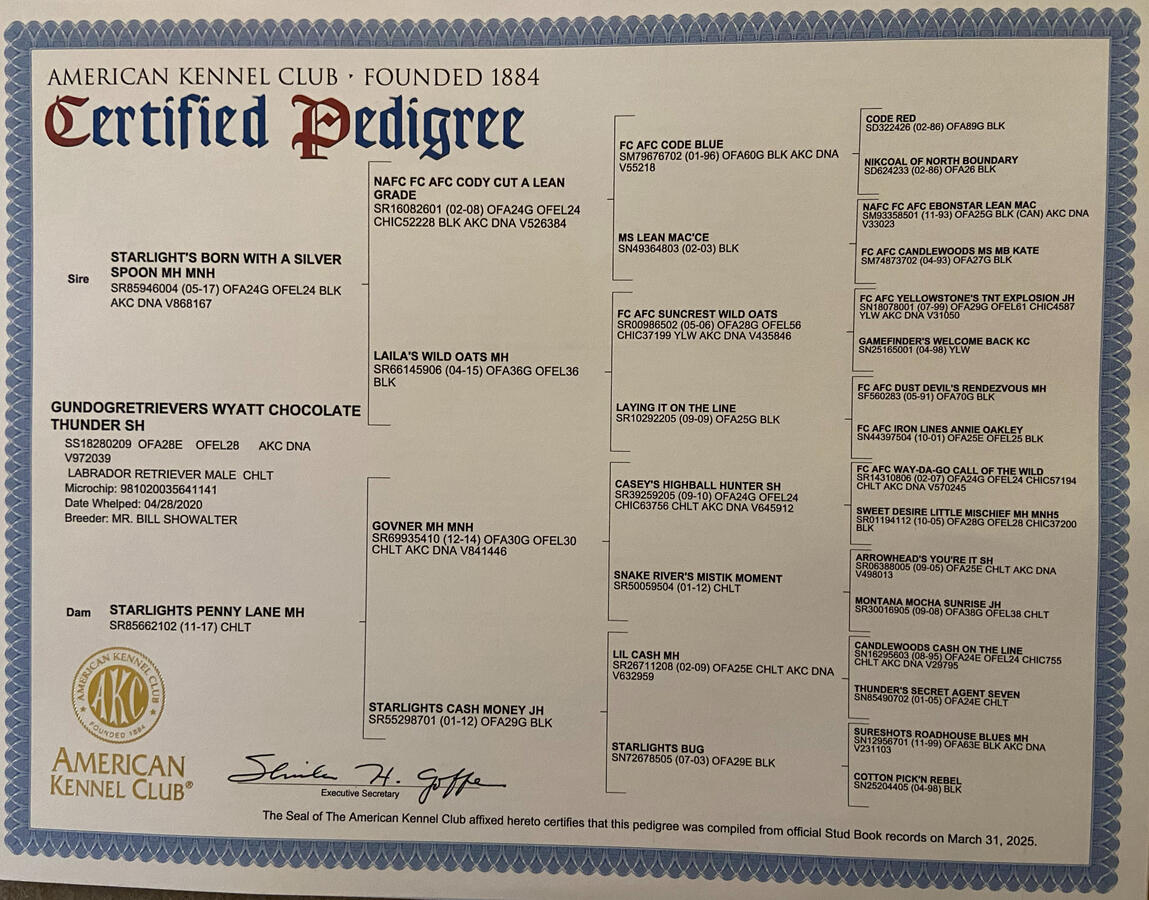 AMERICAN KENNEL CLUB · FOUNDED 1884
Certified Pedigree
Sire
STARLIGHT'S BORN WITH A SILVER
SPOON MH MNH
SR85946004 (05-17) OFA24G OFEL24 BLK
AKC DNA V868167
GUNDOGRETRIEVERS WYATT CHOCOLATE
THUNDER SH
SS18280209 OFA28E OFEL28 AKC DNA
V972039
LABRADOR RETRIEVER MALE CHLT
Microchip: 981020035641141
Date Whelped: 04/28/2020
Breeder: MR. BILL SHOWALTER
Dam
STARLIGHTS PENNY LANE MH
SR85662102 (11-17) CHLT
NAFC FC AFC CODY CUT A LEAN
GRADE
SR16082601 (02-08) OFA24G OFEL24
CHIC52228 BLK AKC DNA V526384
LAILA'S WILD OATS MH
SR66145906 (04-15) OFA36G OFEL36
BLK
GOVNER MH MNH
SR69935410 (12-14) OFA30G OFEL30
CHLT AKC DNA V841446
STARLIGHTS CASH MONEY JH
SR55298701 (01-12) OFA29G BLK
FC AFC CODE BLUE
SM79676702 (01-96) OFA60G BLK AKC DNA
V55218
MS LEAN MAC'CE
SN49364803 (02-03) BLK
FC AFC SUNCREST WILD OATS
SR00986502 (05-06) OFA28G OFEL56
CHIC37199 YLW AKC DNA V435846
LAYING IT ON THE LINE
SR10292205 (09-09) OFA25G BLK
CASEY'S HIGHBALL HUNTER SH
SR39259205 (09-10) OFA24G OFEL24
CHIC63756 CHLT AKC DNA V645912
SNAKE RIVER'S MISTIK MOMENT
SR50059504 (01-12) CHLT
LIL CASH MH
SR26711208 (02-09) OFA25E CHLT AKC DNA
V632959
STARLIGHTS BUG
SN72678505 (07-03) OFA29E BLK
CODE RED
SD322426 (02-86) OFA89G BLK
NIKCOAL OF NORTH BOUNDARY
SD624233 (02-86) OFA26 BLK
NAFC FC AFC EBONSTAR LEAN MAC
SM93358501 (11-93) OFA25G BLK (CAN) AKC DNA
V33023
FC AFC CANDLEWOODS MS MB KATE
SM74873702 (04-93) OFA27G BLK
FC AFC YELLOWSTONE'S TNT EXPLOSION JH
SN18078001 (07-99) OFA29G OFEL61 CHIC4587
YLW AKC DNA V31050
GAMEFINDER'S WELCOME BACK KC
SN25165001 (04-98) YLW
FC AFC DUST DEVIL'S RENDEZVOUS MH
SF560283 (05-91) OFA70G BLK
FC AFC IRON LINES ANNIE OAKLEY
SN44397504 (10-01) OFA25E OFEL25 BLK
FC AFC WAY-DA-GO CALL OF THE WILD
SR14310806 (02-07) OFA24G OFEL24 CHIC57194
CHLT AKC DNA V570245
SWEET DESIRE LITTLE MISCHIEF MH MNH5
SR01194112 (10-05) OFA28G OFEL28 CHIC37200
BLK
ARROWHEAD'S YOU'RE IT SH
SR06388005 (09-05) OFA25E CHLT AKC DNA
V498013
MONTANA MOCHA SUNRISE JH
SR30016905 (09-08) OFA38G OFEL38 CHLT
CANDLEWOODS CASH ON THE LINE
SN16295603 (08-95) OFA24E OFEL24 CHIC755
CHLT AKC DNA V29795
THUNDER'S SECRET AGENT SEVEN
SN85490702 (01-05) OFA24E CHLT
SURESHOTS ROADHOUSE BLUES MH
SN12956701 (11-99) OFA63E BLK AKC DNA
V231103
COTTON PICK'N REBEL
SN25204405 (04-98) BLK
AMERICAN KENNEL CLUB
AKC
FOUNDED 1884
AMERICAN
KENNEL CLUB®
Executive Secretary
The Seal of The American Kennel Club affixed hereto certifies that this pedigree was compiled from official Stud Book records on March 31, 2025.